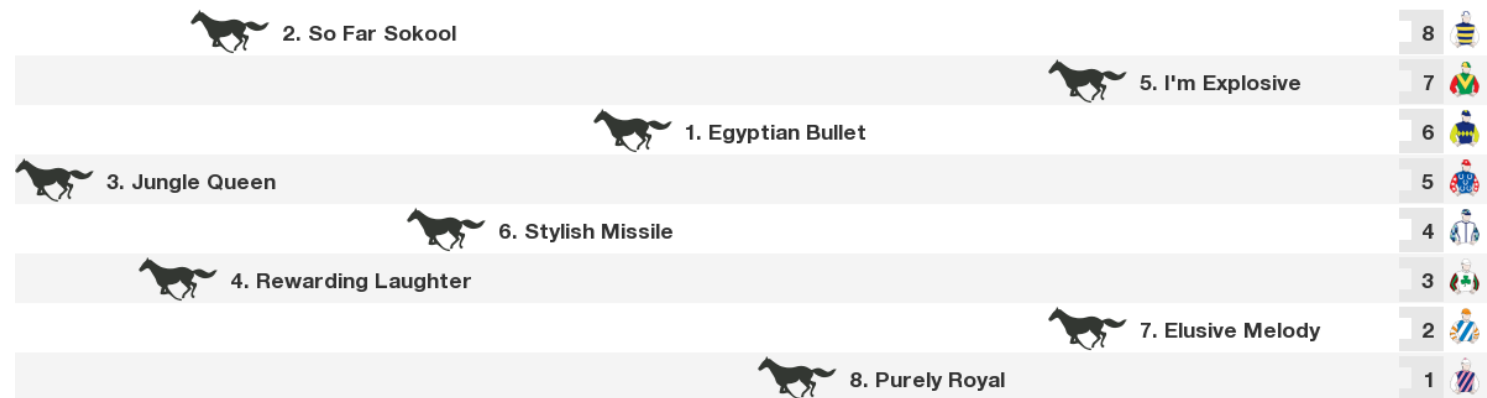 2. So Far Sokool 8
5. I'm Explosive 7
1. Egyptian Bullet 6
3. Jungle Queen 5
6. Stylish Missile 4
4. Rewarding Laughter 3
7. Elusive Melody 2
8. Purely Royal 1